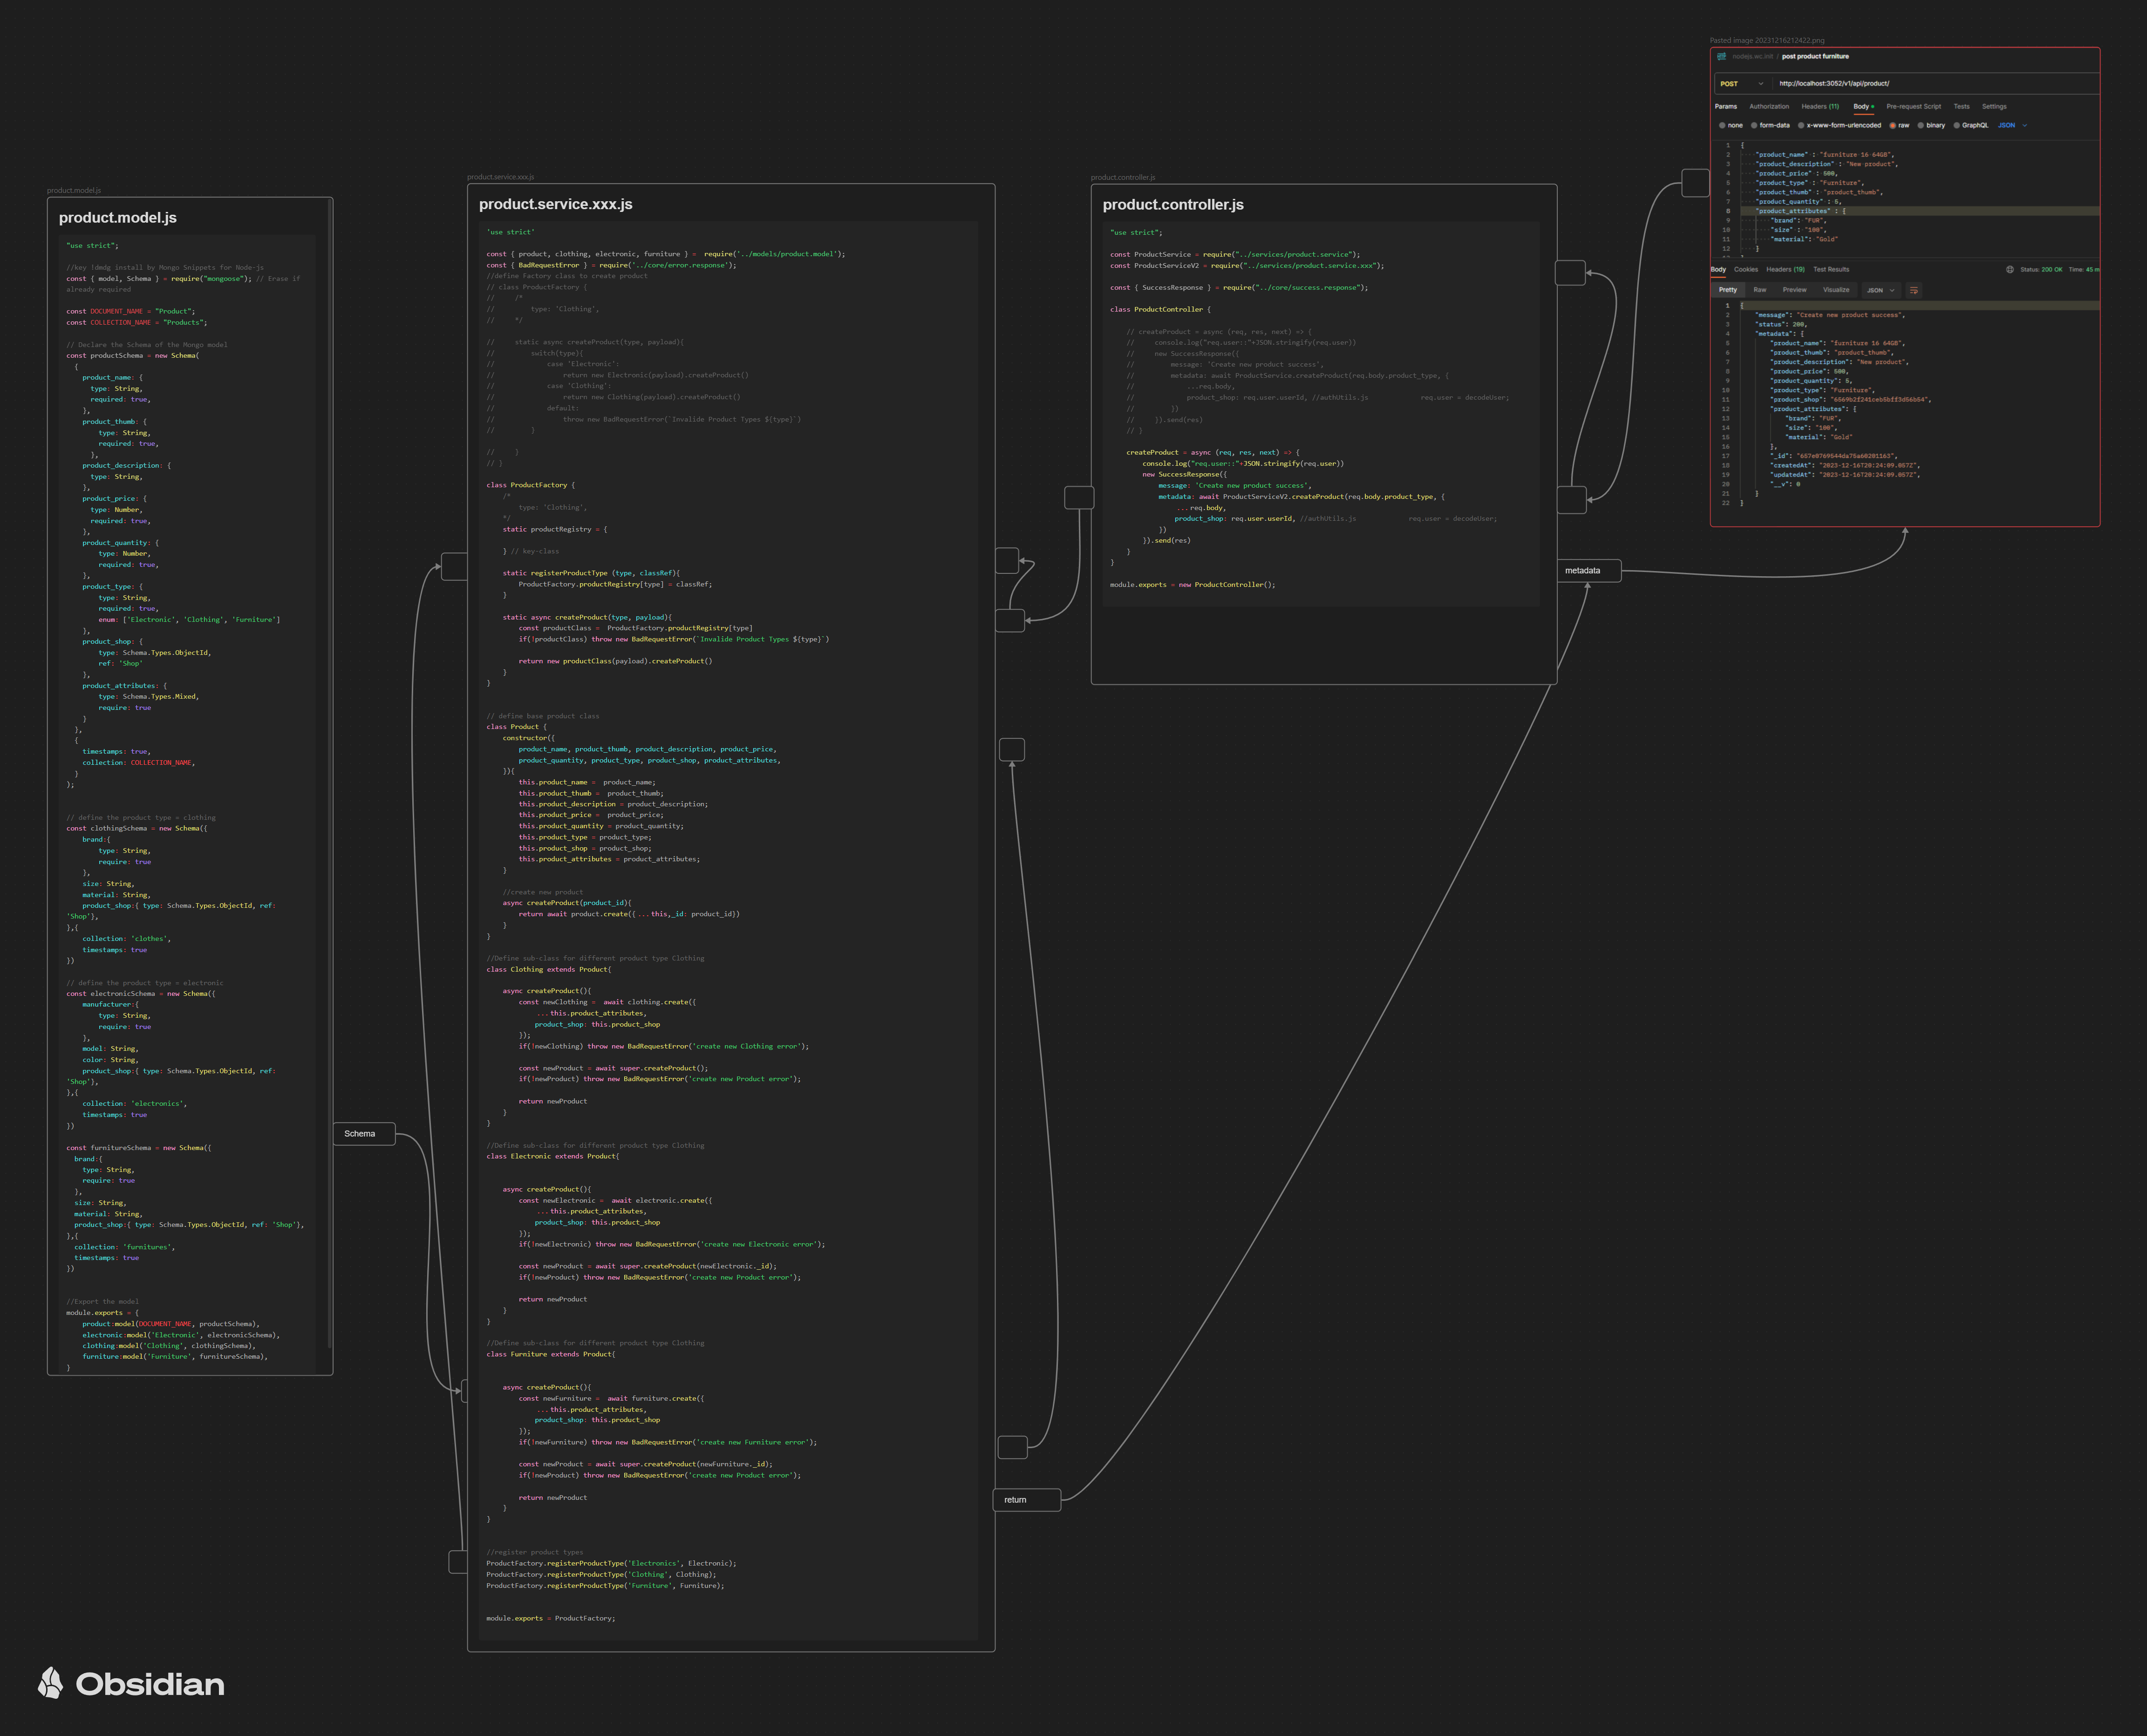 product.model.js
product.model.js
"use strict";
//key !dmdg install by Mongo Snippets for Node-js
const { model, Schema } = require("mongoose"); // Erase if
already required
const DOCUMENT_NAME = "Product";
const COLLECTION_NAME = "Products";
// Declare the Schema of the Mongo model
const productSchema = new Schema(
{
product_name: {
type: String,
required: true,
},
product_thumb: {
type: String,
required: true,
},
product_description: {
type: String,
},
product_price: {
type: Number,
required: true,
},
product_quantity: {
type: Number,
required: true,
},
product_type: {
type: String,
required: true,
enum: ['Electronic', 'Clothing', 'Furniture']
},
product_shop: {
type: Schema.Types.ObjectId,
ref: 'Shop'
},
product_attributes: {
type: Schema.Types.Mixed,
require: true
}
},
{
timestamps: true,
collection: COLLECTION_NAME,
}
);
// define the product type = clothing
const clothingSchema = new Schema({
brand:{
type: String,
require: true
},
size: String,
material: String,
product_shop:{ type: Schema.Types.ObjectId, ref:
'Shop'},
},{
collection: 'clothes',
timestamps: true
})
// define the product type = electronic
const electronicSchema = new Schema({
manufacturer:{
type: String,
require: true
},
model: String,
color: String,
product_shop:{ type: Schema.Types.ObjectId, ref:
'Shop'},
},{
collection: 'electronics',
timestamps: true
})
const furnitureSchema = new Schema({
brand:{
type: String,
require: true
},
size: String,
material: String,
product_shop:{ type: Schema.Types.ObjectId, ref: 'Shop'},
},{
collection: 'furnitures',
timestamps: true
})
//Export the model
module.exports = {
product:model(DOCUMENT_NAME, productSchema),
electronic:model('Electronic', electronicSchema),
clothing:model('Clothing', clothingSchema),
furniture:model('Furniture', furnitureSchema),
}
Schema
product.service.xxx.js
product.service.xxx.js
'use strict'
const { product, clothing, electronic, furniture } = require('../models/product.model');
const { BadRequestError } = require('../core/error.response');
//define Factory class to create product
// class ProductFactory {
// /*
// type: 'Clothing',
// */
// static async createProduct(type, payload){
// switch(type){
// case 'Electronic':
// return new Electronic(payload).createProduct()
// case 'Clothing':
// return new Clothing(payload).createProduct()
// default:
// throw new BadRequestError(`Invalide Product Types ${type}`)
// }
// }
// }
class ProductFactory {
/*
type: 'Clothing',
*/
static productRegistry = {
} // key-class
static registerProductType (type, classRef){
ProductFactory.productRegistry[type] = classRef;
}
static async createProduct(type, payload){
const productClass = ProductFactory.productRegistry[type]
if(!productClass) throw new BadRequestError(`Invalide Product Types ${type}`)
return new productClass(payload).createProduct()
}
}
// define base product class
class Product {
constructor({
product_name, product_thumb, product_description, product_price,
product_quantity, product_type, product_shop, product_attributes,
}){
this.product_name = product_name;
this.product_thumb = product_thumb;
this.product_description = product_description;
this.product_price = product_price;
this.product_quantity = product_quantity;
this.product_type = product_type;
this.product_shop = product_shop;
this.product_attributes = product_attributes;
}
//create new product
async createProduct(product_id){
return await product.create({ ...this,_id: product_id})
}
}
//Define sub-class for different product type Clothing
class Clothing extends Product{
async createProduct(){
const newClothing = await clothing.create({
...this.product_attributes,
product_shop: this.product_shop
});
if(!newClothing) throw new BadRequestError('create new Clothing error');
const newProduct = await super.createProduct();
if(!newProduct) throw new BadRequestError('create new Product error');
return newProduct
}
}
//Define sub-class for different product type Clothing
class Electronic extends Product{
async createProduct(){
const newElectronic = await electronic.create({
...this.product_attributes,
product_shop: this.product_shop
});
if(!newElectronic) throw new BadRequestError('create new Electronic error');
const newProduct = await super.createProduct(newElectronic._id);
if(!newProduct) throw new BadRequestError('create new Product error');
return newProduct
}
}
//Define sub-class for different product type Clothing
class Furniture extends Product{
async createProduct(){
const newFurniture = await furniture.create({
...this.product_attributes,
product_shop: this.product_shop
});
if(!newFurniture) throw new BadRequestError('create new Furniture error');
const newProduct = await super.createProduct(newFurniture._id);
if(!newProduct) throw new BadRequestError('create new Product error');
return newProduct
}
}
//register product types
ProductFactory.registerProductType('Electronics', Electronic);
ProductFactory.registerProductType('Clothing', Clothing);
ProductFactory.registerProductType('Furniture', Furniture);
module.exports = ProductFactory;
return
product.controller.js
product.controller.js
"use strict";
const ProductService = require("../services/product.service");
const ProductServiceV2 = require("../services/product.service.xxx");
const { SuccessResponse } = require("../core/success.response");
class ProductController {
// createProduct = async (req, res, next) => {
// console.log("req.user::"+JSON.stringify(req.user))
// new SuccessResponse({
// message: 'Create new product success',
// metadata: await ProductService.createProduct(req.body.product_type, {
// ...req.body,
// product_shop: req.user.userId, //authUtils.js req.user = decodeUser;
// })
// }).send(res)
// }
createProduct = async (req, res, next) => {
console.log("req.user::"+JSON.stringify(req.user))
new SuccessResponse({
message: 'Create new product success',
metadata: await ProductServiceV2.createProduct(req.body.product_type, {
...req.body,
product_shop: req.user.userId, //authUtils.js req.user = decodeUser;
})
}).send(res)
}
}
module.exports = new ProductController();
metadata
Pasted image 20231216212422.png
nodejs.wc.init / post product furniture
POST http://localhost:3052/v1/api/product/
Params Authorization Headers (11) Body Pre-request Script Tests Settings
none form-data x-www-form-urlencoded raw binary GraphQL JSON
1 {
2 "product_name" : "furniture 16 64GB",
3 "product_description" : "New product",
4 "product_price" : 500,
5 "product_type" : "Furniture",
6 "product_thumb" : "product_thumb",
7 "product_quantity" : 5,
8 "product_attributes" : {
9 "brand" : "FUR",
10 "size" : "100",
11 "material": "Gold"
12 }
Body Cookies Headers (19) Test Results Status: 200 OK Time: 45 m
Pretty Raw Preview Visualize JSON
1 {
2 "message": "Create new product success",
3 "status": 200,
4 "metadata": {
5 "product_name": "furniture 16 64GB",
6 "product_thumb": "product_thumb",
7 "product_description": "New product",
8 "product_price": 500,
9 "product_quantity": 5,
10 "product_type": "Furniture",
11 "product_shop": "6569b2f241ceb5bff3d56b54",
12 "product_attributes": {
13 "brand": "FUR",
14 "size": "100",
15 "material": "Gold"
16 },
17 "_id": "657e0769544da75a60201163",
18 "createdAt": "2023-12-16T20:24:09.057Z",
19 "updatedAt": "2023-12-16T20:24:09.057Z",
20 "__v": 0
21 }
22 }
Obsidian